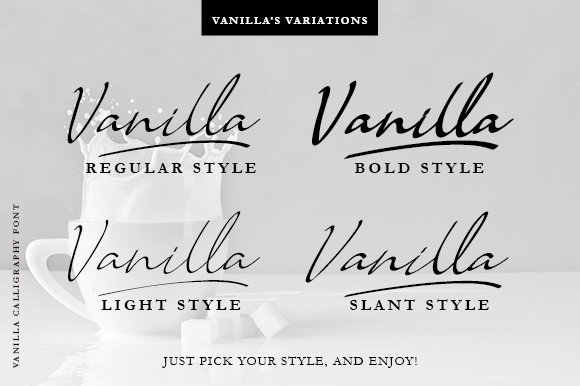 VANILLA'S VARIATIONS
Vanilla
REGULAR STYLE
Vanilla
BOLD STYLE
Vanilla
LIGHT STYLE
Vanilla
SLANT STYLE
VANILLA CALLIGRAPHY FONT
JUST PICK YOUR STYLE, AND ENJOY!